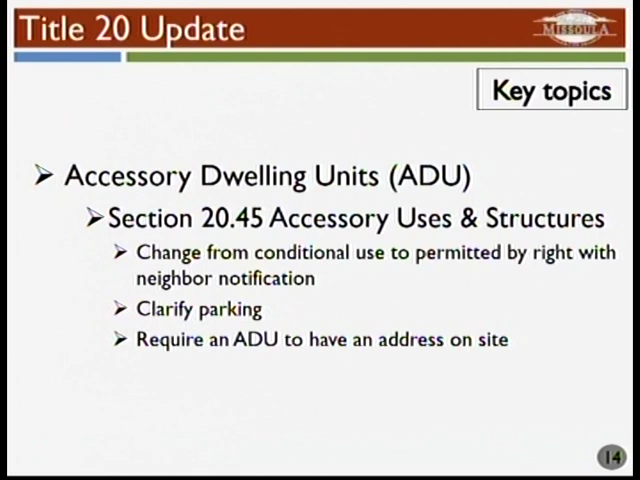 Title 20 Update
MISSOULA
Key topics
Accessory Dwelling Units (ADU)
Section 20.45 Accessory Uses & Structures
Change from conditional use to permitted by right with
neighbor notification
Clarify parking
Require an ADU to have an address on site
14